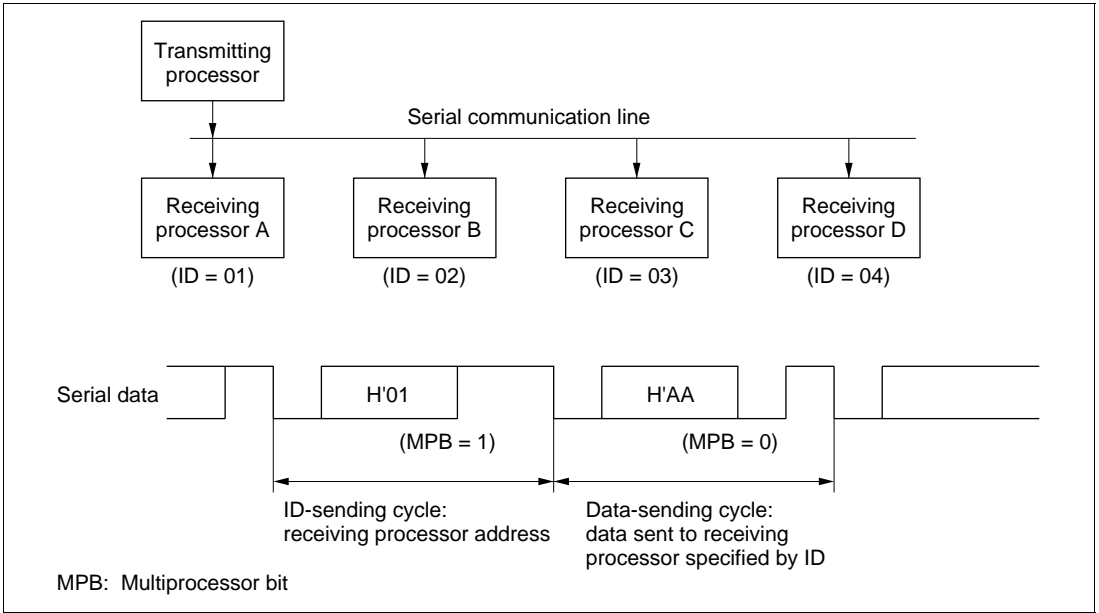 Transmitting
processor
Serial communication line
Receiving
processor A
Receiving
processor B
Receiving
processor C
Receiving
processor D
(ID = 01)
(ID = 02)
(ID = 03)
(ID = 04)
Serial data
H'01
H'AA
(MPB = 1)
(MPB = 0)
ID-sending cycle:
receiving processor address
Data-sending cycle:
data sent to receiving
processor specified by ID
MPB: Multiprocessor bit